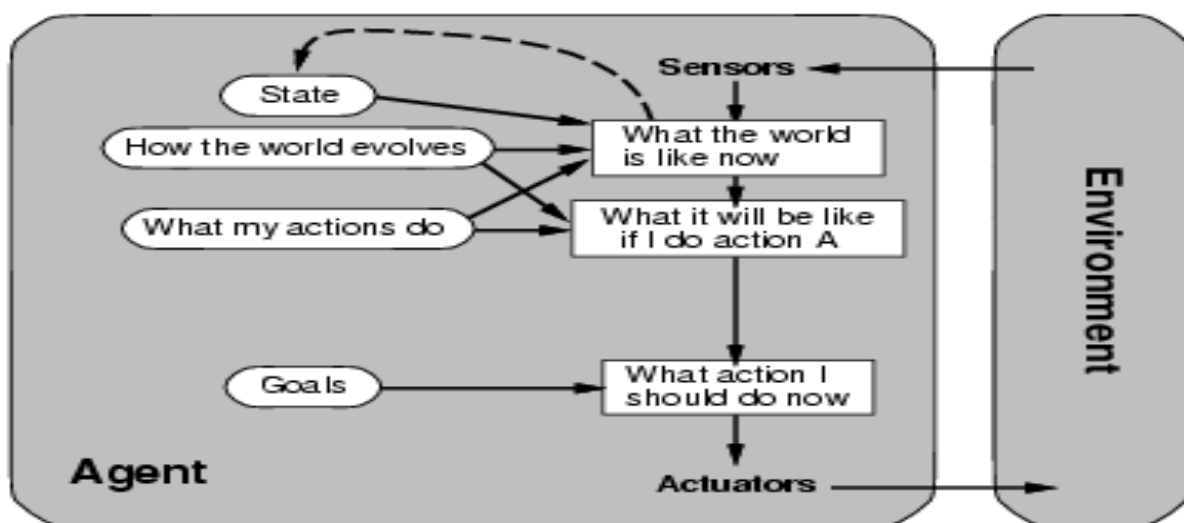 Sensors
State
What the world
is like now
How the world evolves
What it will be like
if I do action A
What my actions do
Environment
Goals
What action I
should do now
Agent
Actuators